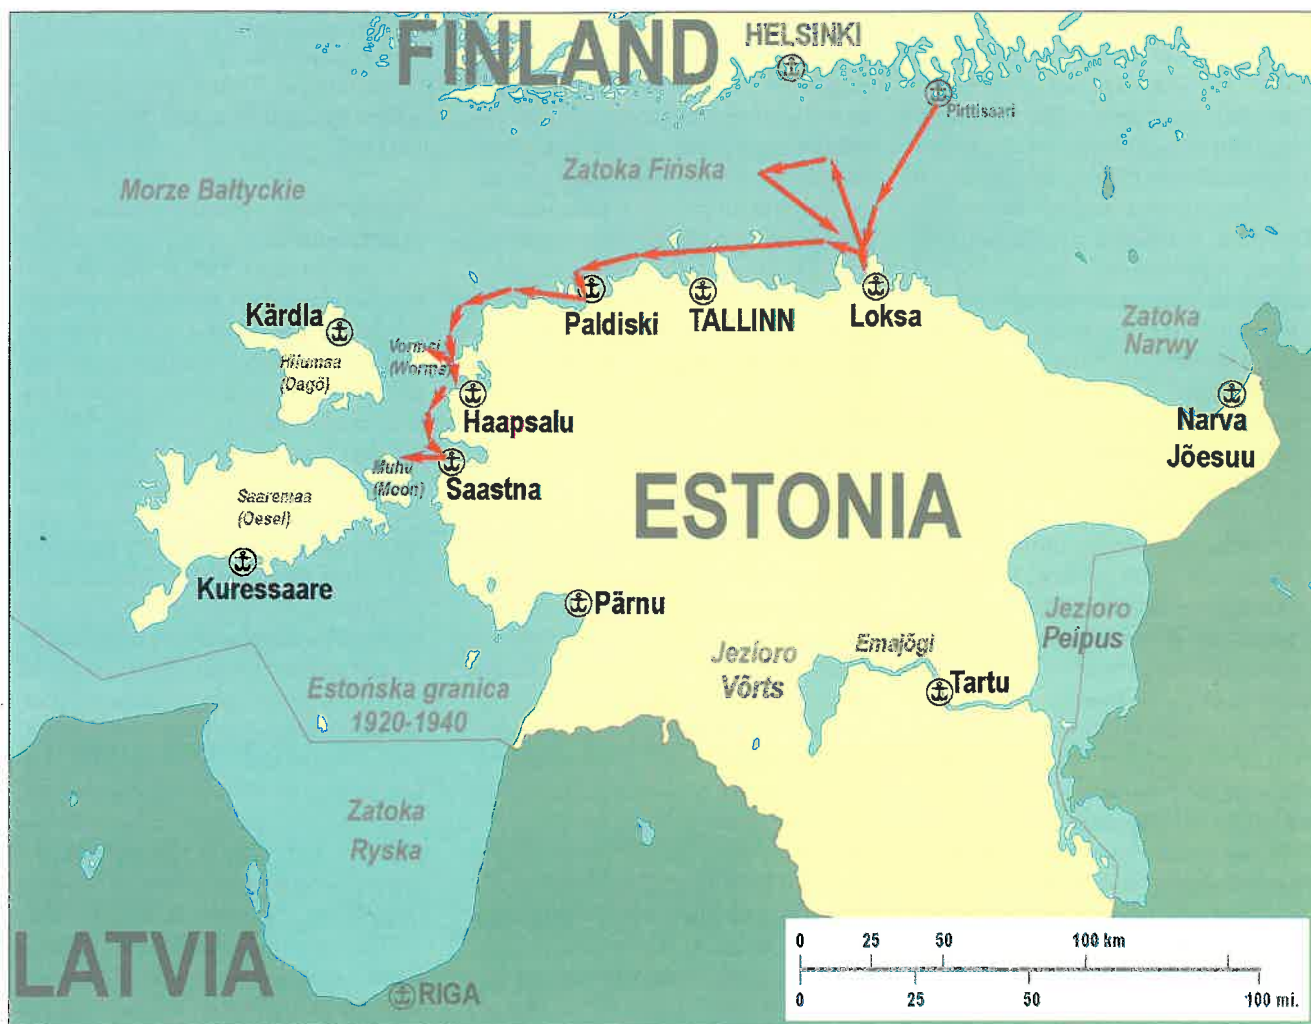 FINLAND
HELSINKI
Pirttisaari
Zatoka Fińska
Morze Bałtyckie
Kärdla
Hiiumaa
(Dagö)
Vormsi
(Worms)
Paldiski
TALLINN
Loksa
Zatoka
Narwy
Haapsalu
Narva
Jõesuu
Muhu
(Moon)
Saastna
Saaremaa
(Oesel)
ESTONIA
Kuressaare
Pärnu
Jezioro
Peipus
Emajõgi
Jezioro
Võrts
Tartu
Estońska granica
1920-1940
Zatoka
Ryska
LATVIA
RIGA
0 25 50 100 km
0 25 50 100 mi.